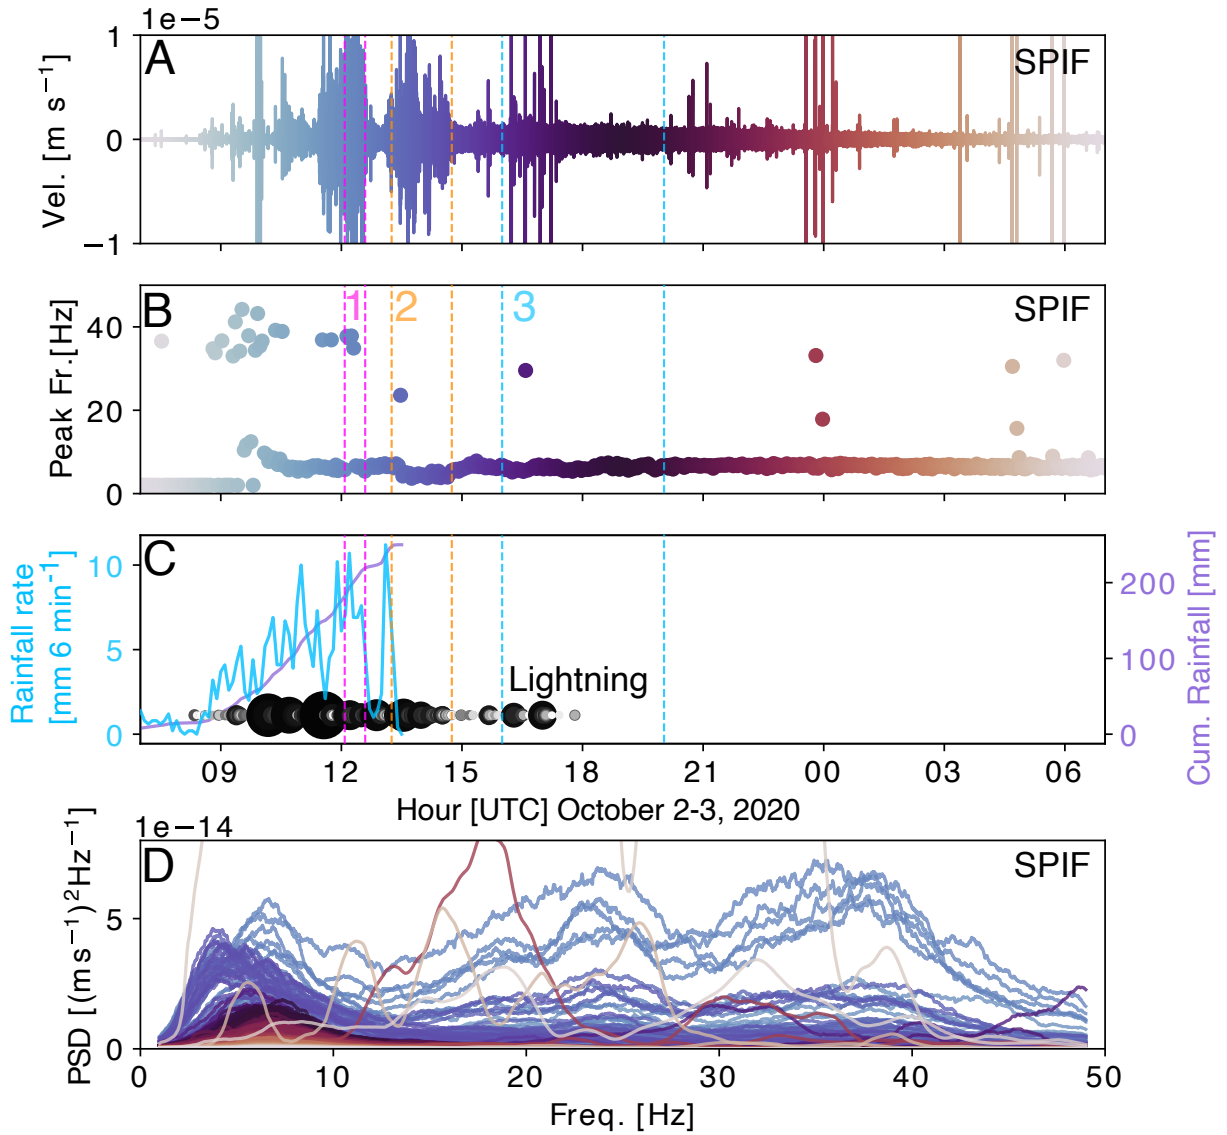 1e−5
A
SPIF
1
0
−1
Vel. [m s⁻¹]
B
1
2
3
SPIF
40
20
0
Peak Fr.[Hz]
C
10
5
0
Rainfall rate
[mm 6 min⁻¹]
Lightning
200
100
0
Cum. Rainfall [mm]
09 12 15 18 21 00 03 06
Hour [UTC] October 2-3, 2020
1e−14
D
SPIF
5
0
PSD [(ms⁻¹)²Hz⁻¹]
0 10 20 30 40 50
Freq. [Hz]